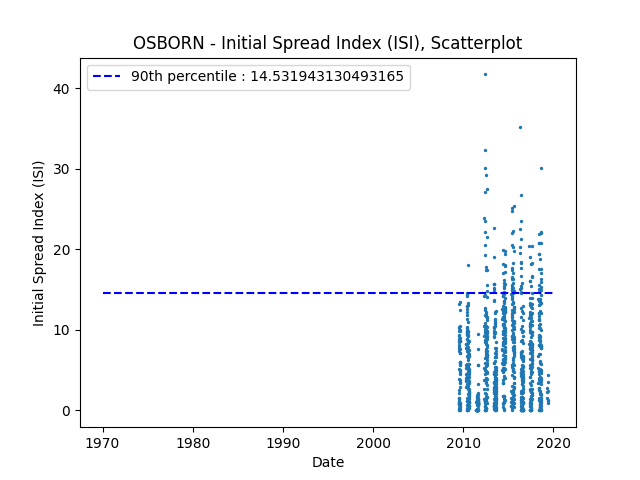 OSBORN - Initial Spread Index (ISI), Scatterplot
90th percentile : 14.531943130493165
Initial Spread Index (ISI)
40
30
20
10
0
1970 1980 1990 2000 2010 2020
Date